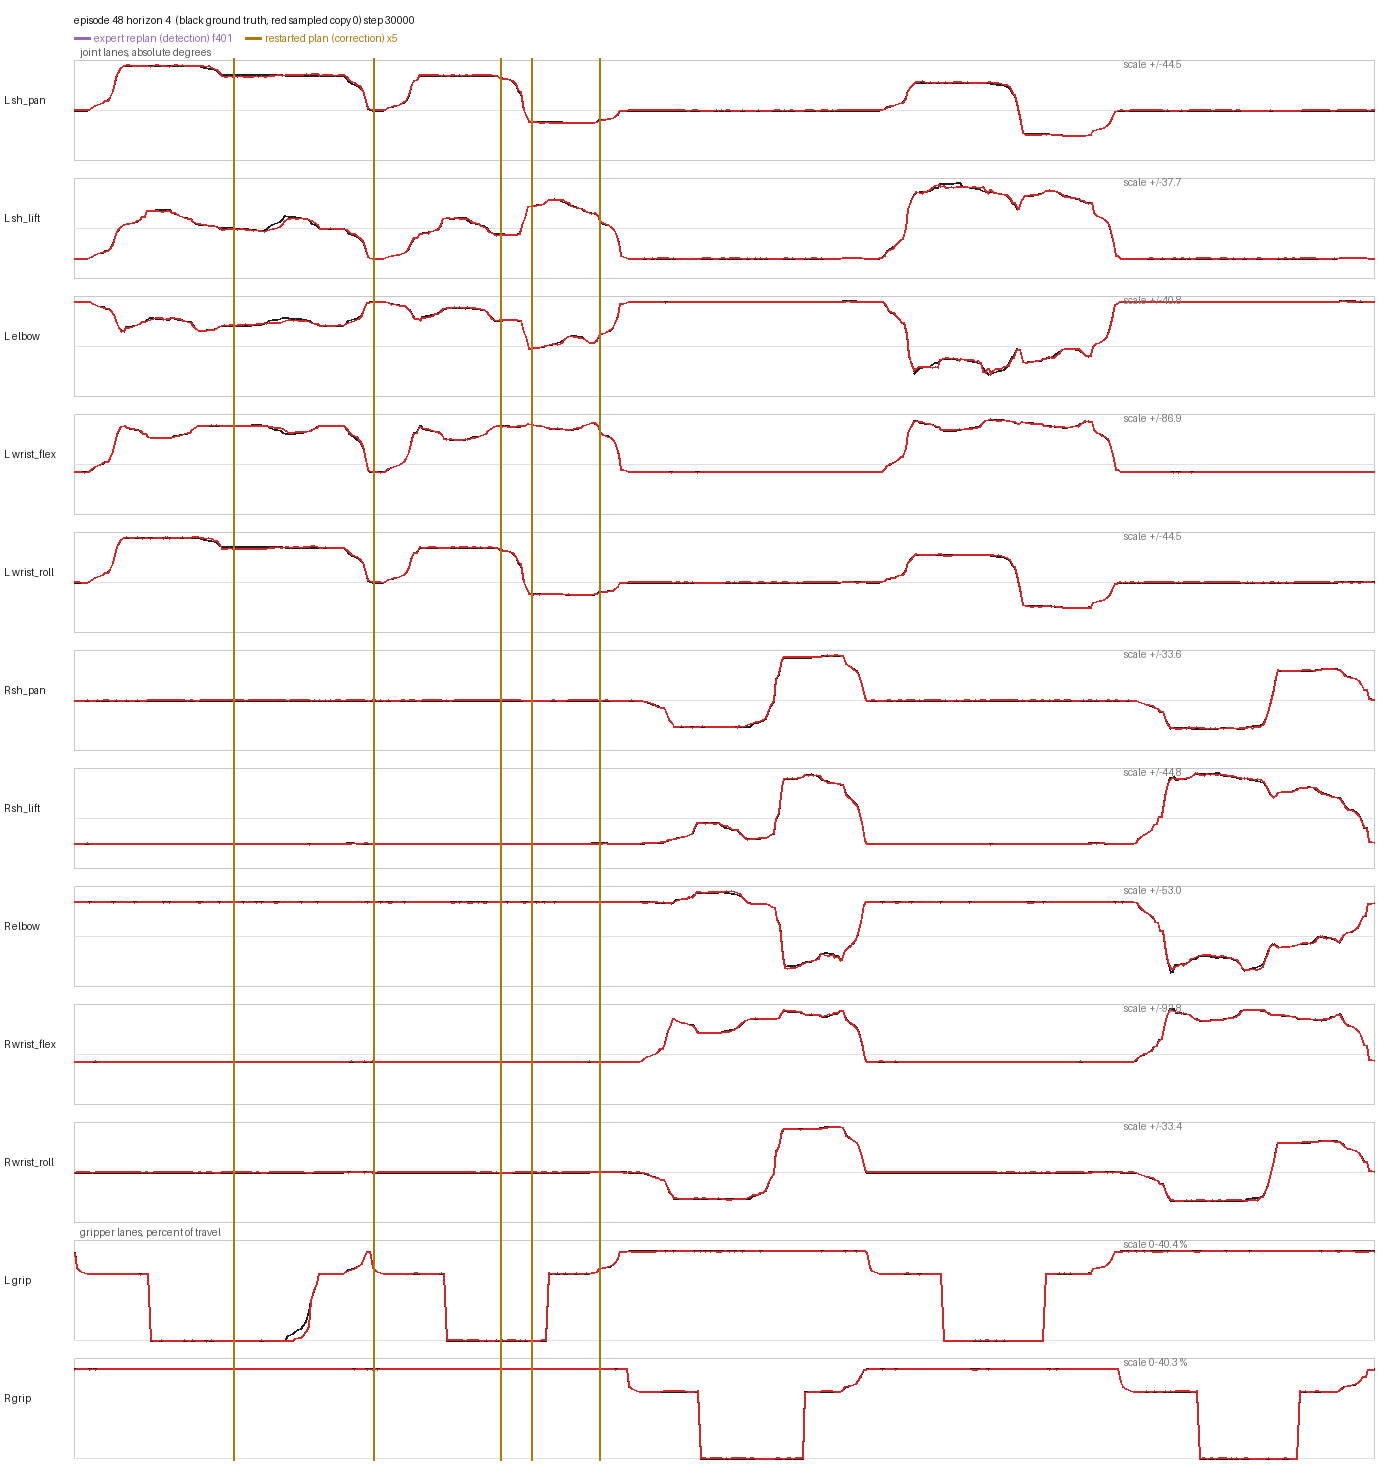 episode 48 horizon 4 (black ground truth, red sampled copy 0) step 30000
expert replan (detection) f401 restarted plan (correction) x5
joint lanes, absolute degrees
L sh_pan scale +/-44.5
L sh_lift scale +/-37.7
L elbow scale +/-40.8
L wrist_flex scale +/-86.9
L wrist_roll scale +/-44.5
R sh_pan scale +/-33.6
R sh_lift scale +/-44.8
R elbow scale +/-53.0
R wrist_flex
R wrist_roll scale +/-33.4
gripper lanes, percent of travel
L grip scale 0-40.4 %
R grip scale 0-40.3 %